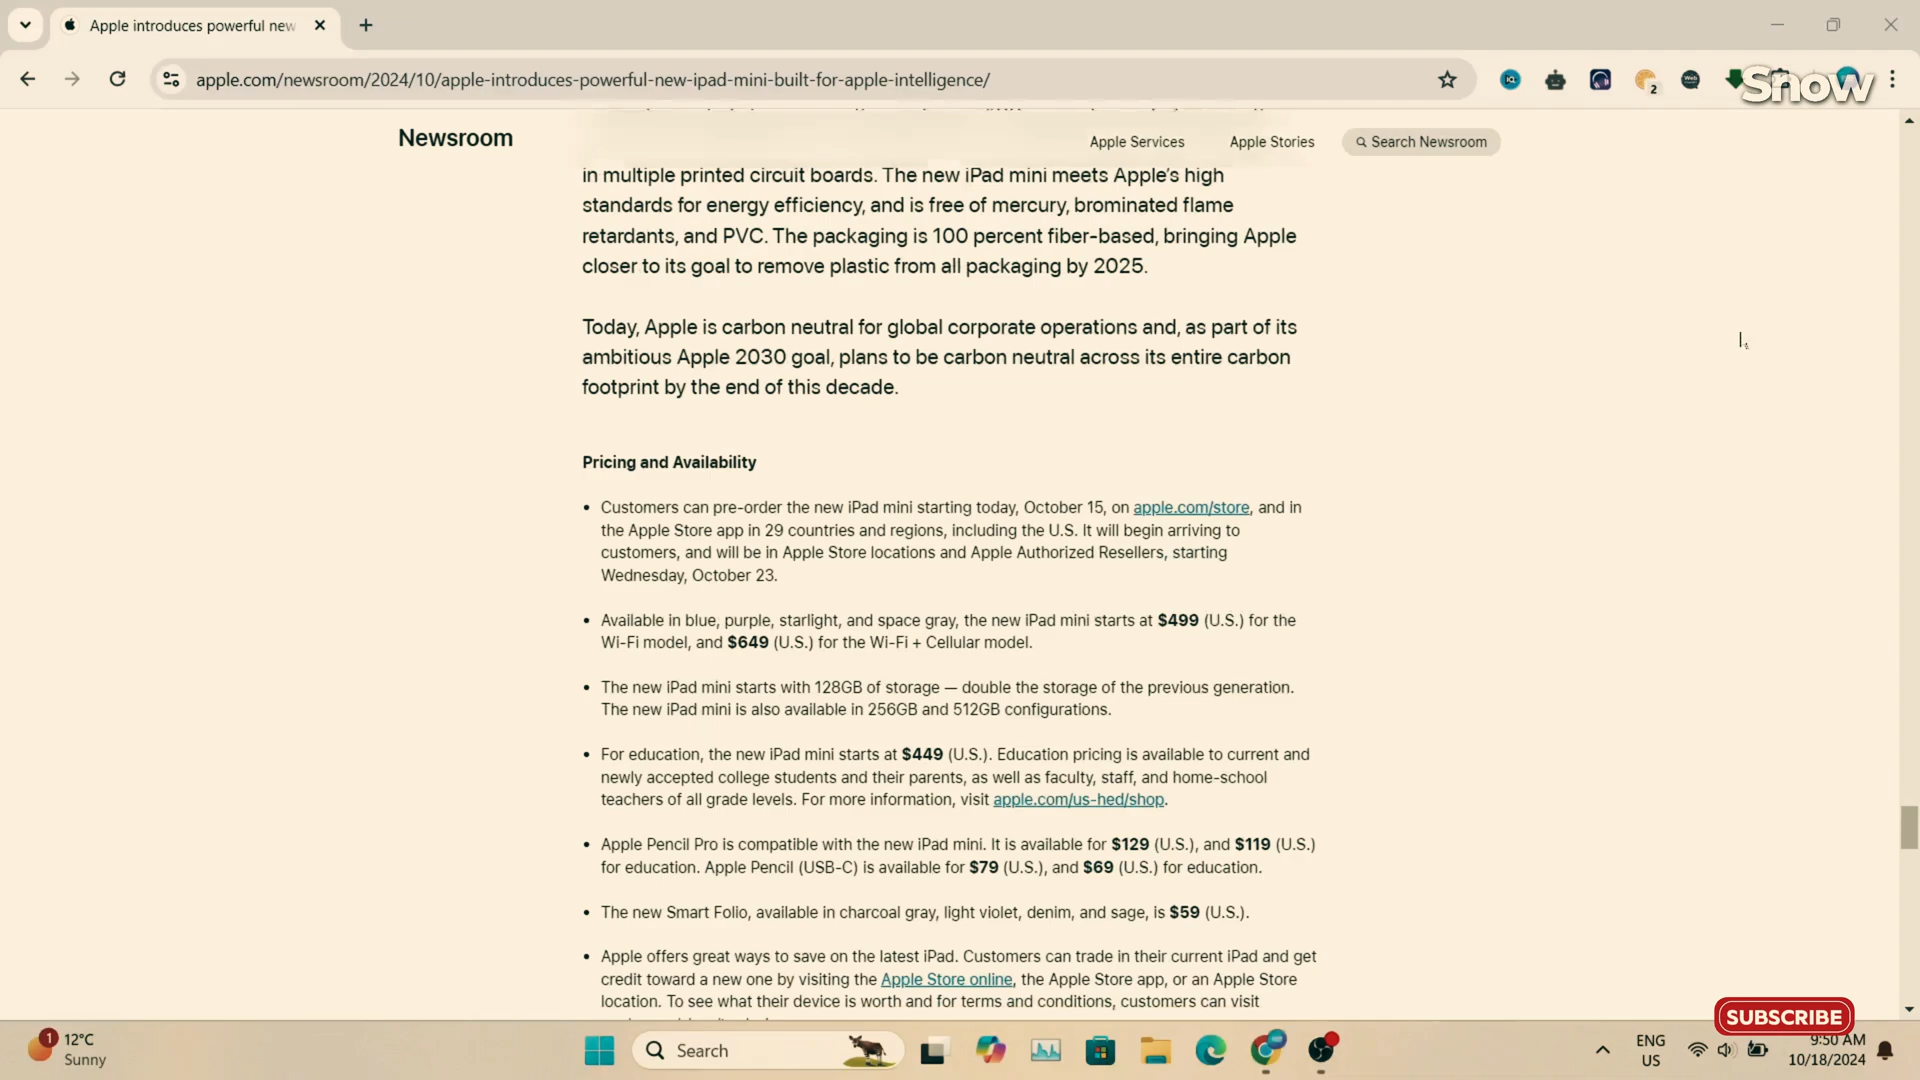 Apple introduces powerful new
apple.com/newsroom/2024/10/apple-introduces-powerful-new-ipad-mini-built-for-apple-intelligence/
2
Snow
Newsroom
Apple Services
Apple Stories
Search Newsroom
in multiple printed circuit boards. The new iPad mini meets Apple's high
standards for energy efficiency, and is free of mercury, brominated flame
retardants, and PVC. The packaging is 100 percent fiber-based, bringing Apple
closer to its goal to remove plastic from all packaging by 2025.
Today, Apple is carbon neutral for global corporate operations and, as part of its
ambitious Apple 2030 goal, plans to be carbon neutral across its entire carbon
footprint by the end of this decade.
Pricing and Availability
• Customers can pre-order the new iPad mini starting today, October 15, on apple.com/store, and in
the Apple Store app in 29 countries and regions, including the U.S. It will begin arriving to
customers, and will be in Apple Store locations and Apple Authorized Resellers, starting
Wednesday, October 23.
• Available in blue, purple, starlight, and space gray, the new iPad mini starts at $499 (U.S.) for the
Wi-Fi model, and $649 (U.S.) for the Wi-Fi + Cellular model.
• The new iPad mini starts with 128GB of storage — double the storage of the previous generation.
The new iPad mini is also available in 256GB and 512GB configurations.
• For education, the new iPad mini starts at $449 (U.S.). Education pricing is available to current and
newly accepted college students and their parents, as well as faculty, staff, and home-school
teachers of all grade levels. For more information, visit apple.com/us-hed/shop.
• Apple Pencil Pro is compatible with the new iPad mini. It is available for $129 (U.S.), and $119 (U.S.)
for education. Apple Pencil (USB-C) is available for $79 (U.S.), and $69 (U.S.) for education.
• The new Smart Folio, available in charcoal gray, light violet, denim, and sage, is $59 (U.S.).
• Apple offers great ways to save on the latest iPad. Customers can trade in their current iPad and get
credit toward a new one by visiting the Apple Store online, the Apple Store app, or an Apple Store
location. To see what their device is worth and for terms and conditions, customers can visit
SUBSCRIBE
1
12°C
Sunny
Search
ENG
US
9:50 AM
10/18/2024